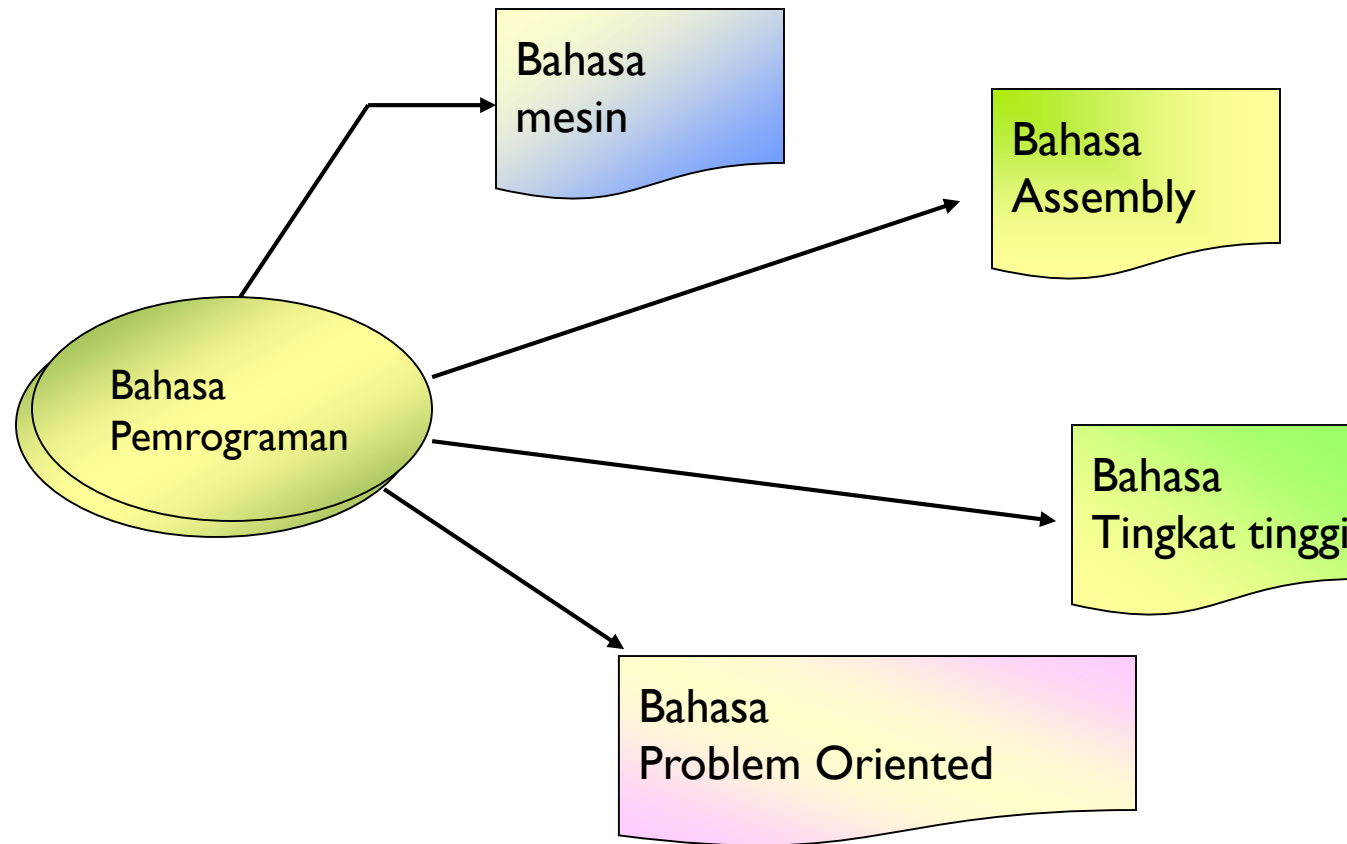 Bahasa
mesin
Bahasa
Assembly
Bahasa
Pemrograman
Bahasa
Tingkat tinggi
Bahasa
Problem Oriented